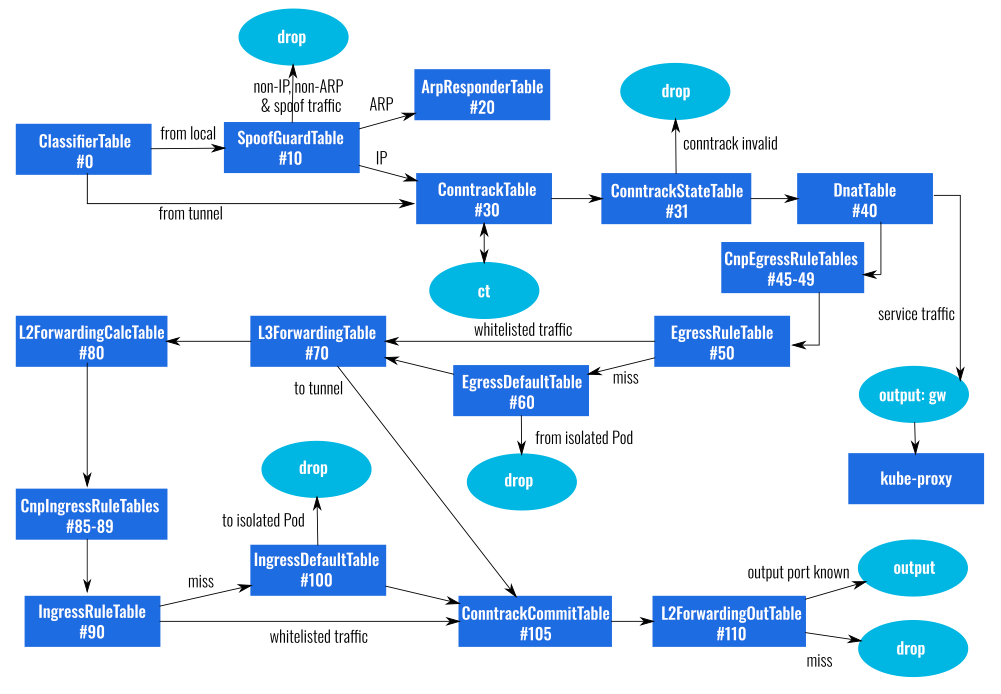 drop
non-IP, non-ARP
& spoof traffic
ARP
ArpResponderTable
#20
drop
ClassifierTable
#0
from local
SpoofGuardTable
#10
IP
conntrack invalid
from tunnel
ConntrackTable
#30
ConntrackStateTable
#31
DnatTable
#40
ct
CnpEgressRuleTables
#45-49
service traffic
L2ForwardingCalcTable
#80
L3ForwardingTable
#70
whitelisted traffic
EgressRuleTable
#50
to tunnel
EgressDefaultTable
#60
miss
output: gw
from isolated Pod
drop
drop
kube-proxy
CnpIngressRuleTables
#85-89
to isolated Pod
IngressDefaultTable
#100
miss
output port known
output
IngressRuleTable
#90
whitelisted traffic
ConntrackCommitTable
#105
L2ForwardingOutTable
#110
miss
drop